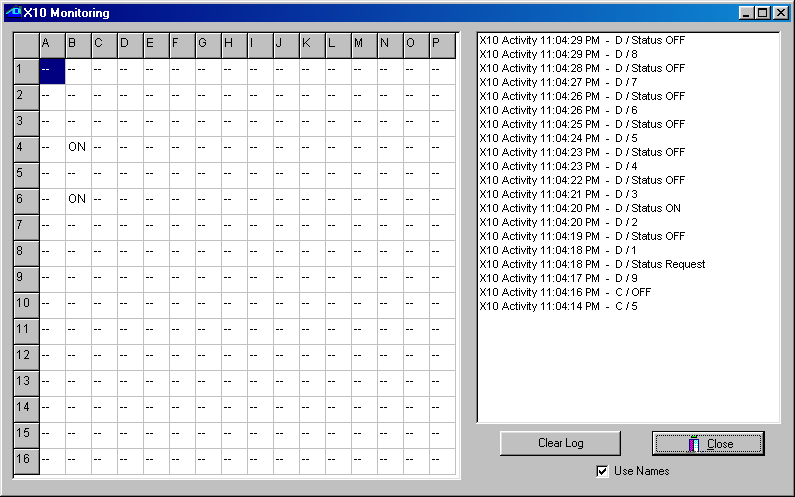 X10 Monitoring
A B C D E F G H I J K L M N O P
1 -- -- -- -- -- -- -- -- -- -- -- -- -- -- -- --
2 -- -- -- -- -- -- -- -- -- -- -- -- -- -- -- --
3 -- -- -- -- -- -- -- -- -- -- -- -- -- -- -- --
4 -- ON -- -- -- -- -- -- -- -- -- -- -- -- -- --
5 -- -- -- -- -- -- -- -- -- -- -- -- -- -- -- --
6 -- ON -- -- -- -- -- -- -- -- -- -- -- -- -- --
7 -- -- -- -- -- -- -- -- -- -- -- -- -- -- -- --
8 -- -- -- -- -- -- -- -- -- -- -- -- -- -- -- --
9 -- -- -- -- -- -- -- -- -- -- -- -- -- -- -- --
10 -- -- -- -- -- -- -- -- -- -- -- -- -- -- -- --
11 -- -- -- -- -- -- -- -- -- -- -- -- -- -- -- --
12 -- -- -- -- -- -- -- -- -- -- -- -- -- -- -- --
13 -- -- -- -- -- -- -- -- -- -- -- -- -- -- -- --
14 -- -- -- -- -- -- -- -- -- -- -- -- -- -- -- --
15 -- -- -- -- -- -- -- -- -- -- -- -- -- -- -- --
16 -- -- -- -- -- -- -- -- -- -- -- -- -- -- -- --
X10 Activity 11:04:29 PM - D / Status OFF
X10 Activity 11:04:29 PM - D / 8
X10 Activity 11:04:28 PM - D / Status OFF
X10 Activity 11:04:27 PM - D / 7
X10 Activity 11:04:26 PM - D / Status OFF
X10 Activity 11:04:26 PM - D / 6
X10 Activity 11:04:25 PM - D / Status OFF
X10 Activity 11:04:24 PM - D / 5
X10 Activity 11:04:23 PM - D / Status OFF
X10 Activity 11:04:23 PM - D / 4
X10 Activity 11:04:22 PM - D / Status OFF
X10 Activity 11:04:21 PM - D / 3
X10 Activity 11:04:20 PM - D / Status ON
X10 Activity 11:04:20 PM - D / 2
X10 Activity 11:04:19 PM - D / Status OFF
X10 Activity 11:04:18 PM - D / 1
X10 Activity 11:04:18 PM - D / Status Request
X10 Activity 11:04:17 PM - D / 9
X10 Activity 11:04:16 PM - C / OFF
X10 Activity 11:04:14 PM - C / 5
Clear Log
Close
Use Names